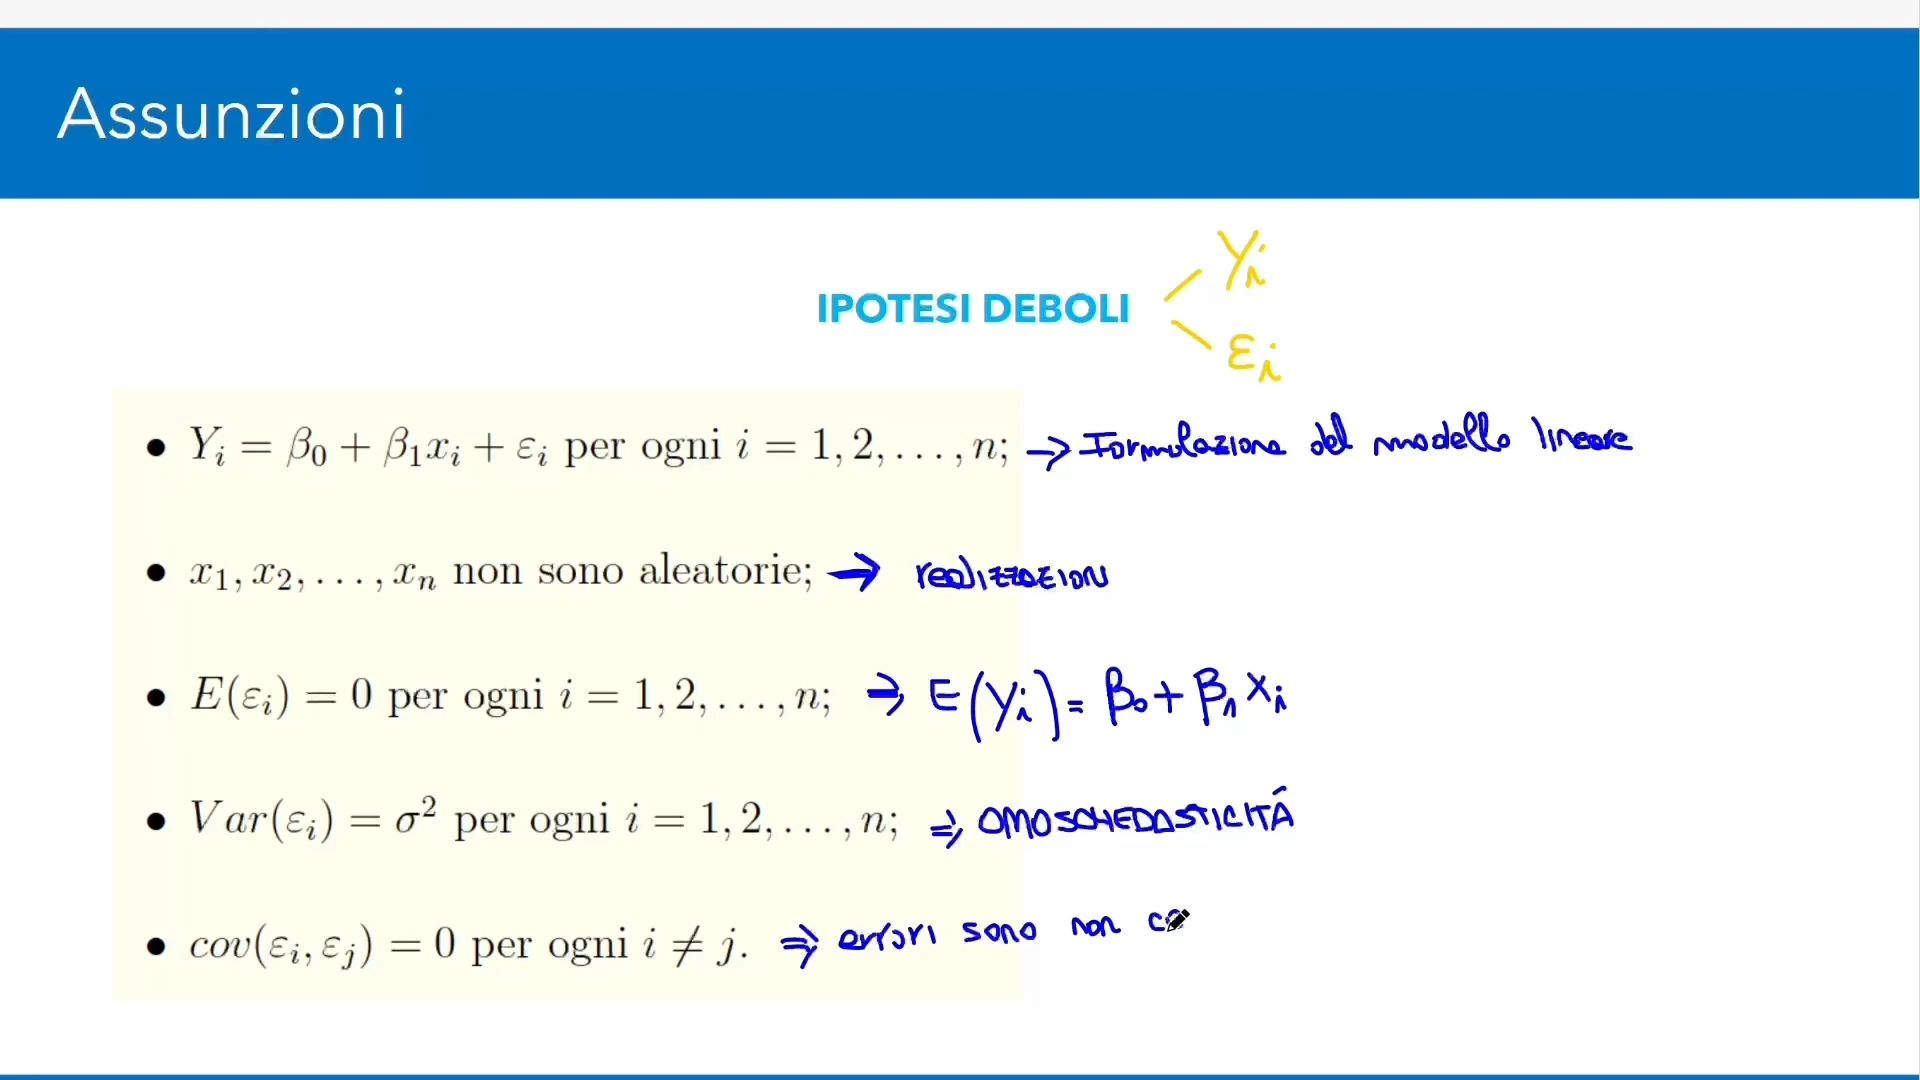 Assunzioni
Yi
IPOTESI DEBOLI
εi
• Yᵢ = β₀ + β₁xᵢ + εᵢ per ogni i = 1, 2, . . . , n; → Formulazione del modello lineare
• x₁, x₂, . . . , xₙ non sono aleatorie; → realizzazioni
• E(εᵢ) = 0 per ogni i = 1, 2, . . . , n; ⇒ E(Yᵢ) = β₀ + β₁ xᵢ
• Var(εᵢ) = σ² per ogni i = 1, 2, . . . , n; ⇒ OMOSCHEDASTICITÁ
• cov(εᵢ, εⱼ) = 0 per ogni i ≠ j. ⇒ errori sono non co